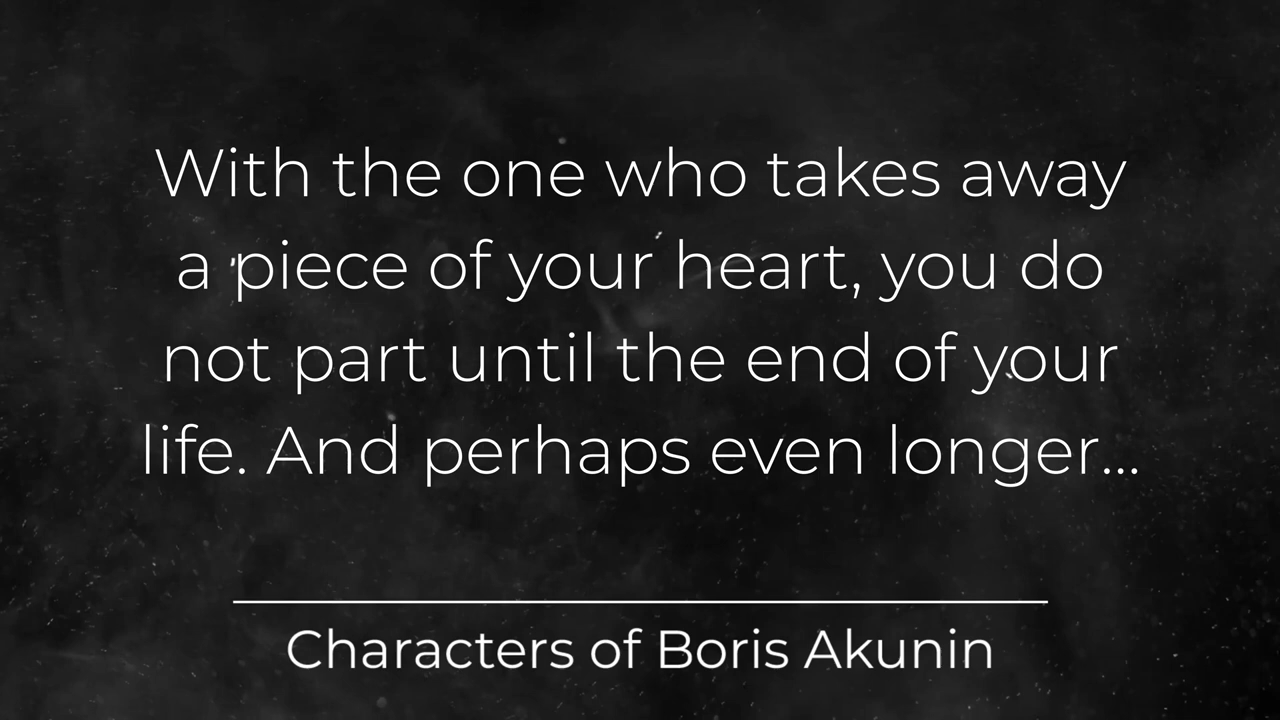 With the one who takes away
a piece of your heart, you do
not part until the end of your
life. And perhaps even longer...
Characters of Boris Akunin